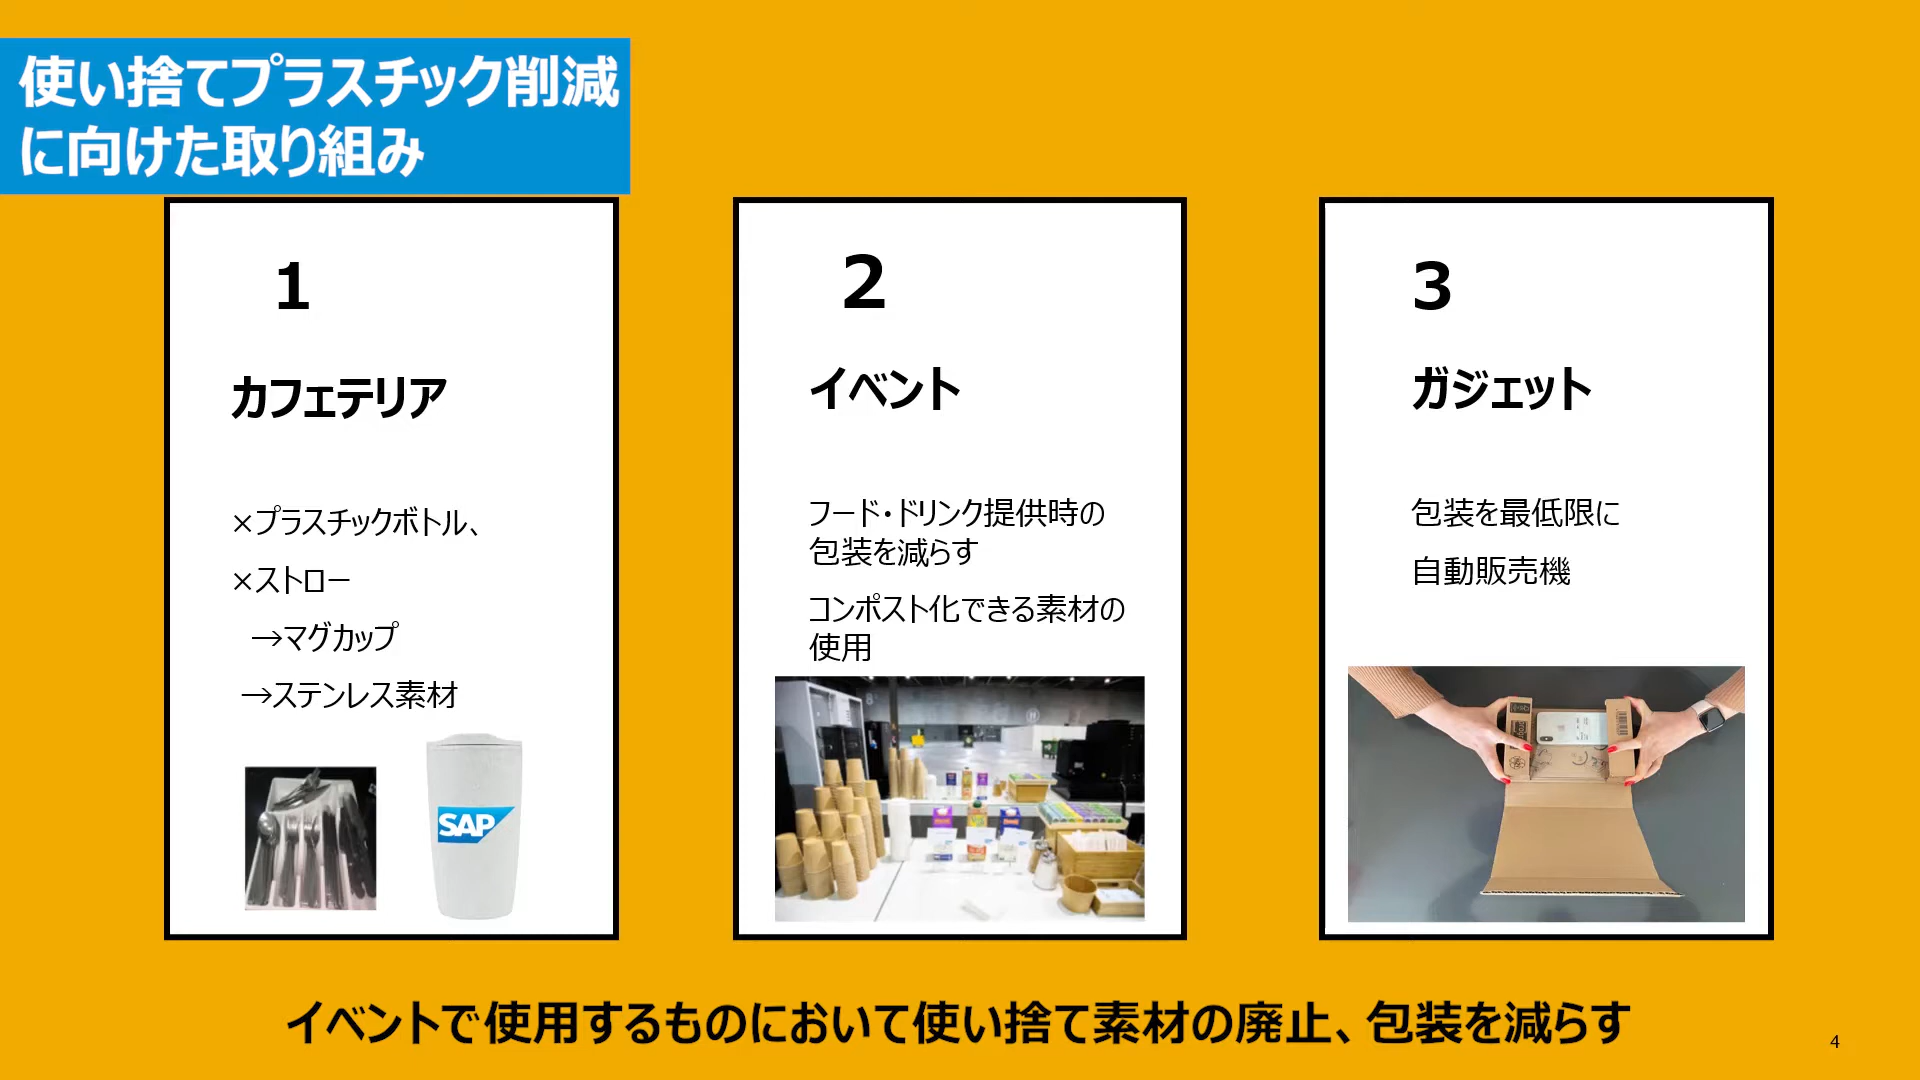 使い捨てプラスチック削減
に向けた取り組み
1
カフェテリア
×プラスチックボトル、
×ストロー
→マグカップ
→ステンレス素材
SAP
2
イベント
フード・ドリンク提供時の
包装を減らす
コンポスト化できる素材の
使用
3
ガジェット
包装を最低限に
自動販売機
イベントで使用するものにおいて使い捨て素材の廃止、包装を減らす
4